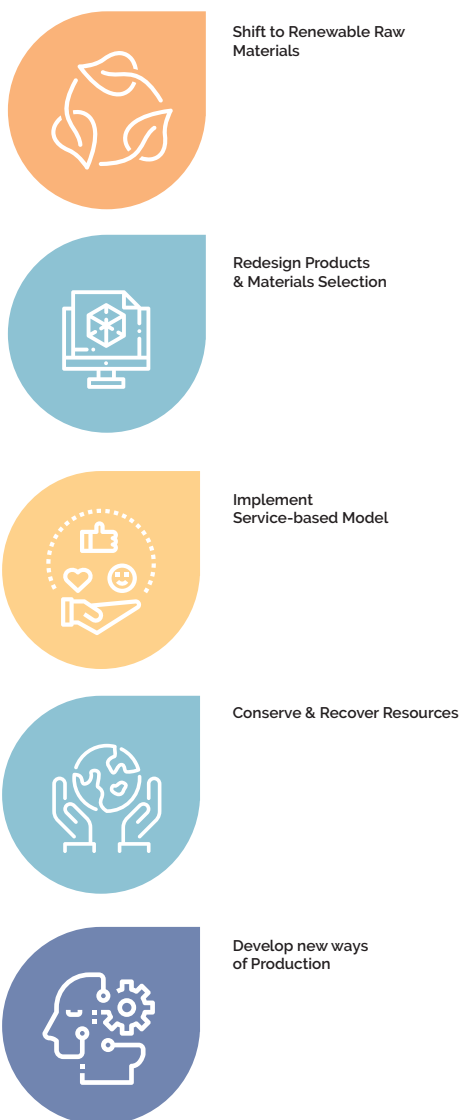 Shift to Renewable Raw
Materials
Redesign Products
& Materials Selection
Implement
Service-based Model
Conserve & Recover Resources
Develop new ways
of Production